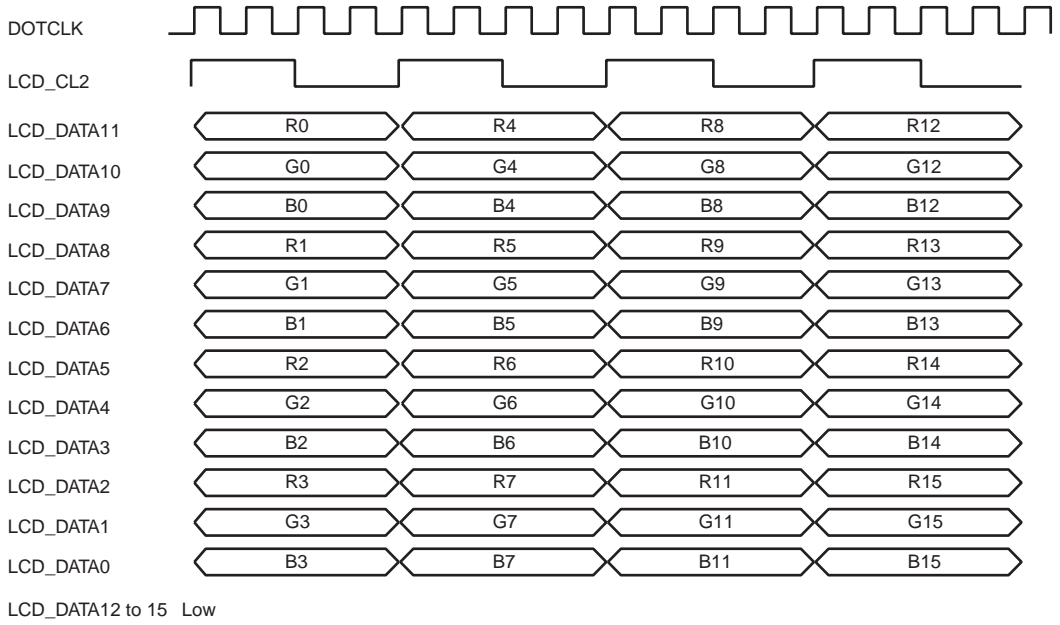 DOTCLK
LCD_CL2
LCD_DATA11 R0 R4 R8 R12
LCD_DATA10 G0 G4 G8 G12
LCD_DATA9 B0 B4 B8 B12
LCD_DATA8 R1 R5 R9 R13
LCD_DATA7 G1 G5 G9 G13
LCD_DATA6 B1 B5 B9 B13
LCD_DATA5 R2 R6 R10 R14
LCD_DATA4 G2 G6 G10 G14
LCD_DATA3 B2 B6 B10 B14
LCD_DATA2 R3 R7 R11 R15
LCD_DATA1 G3 G7 G11 G15
LCD_DATA0 B3 B7 B11 B15
LCD_DATA12 to 15 Low